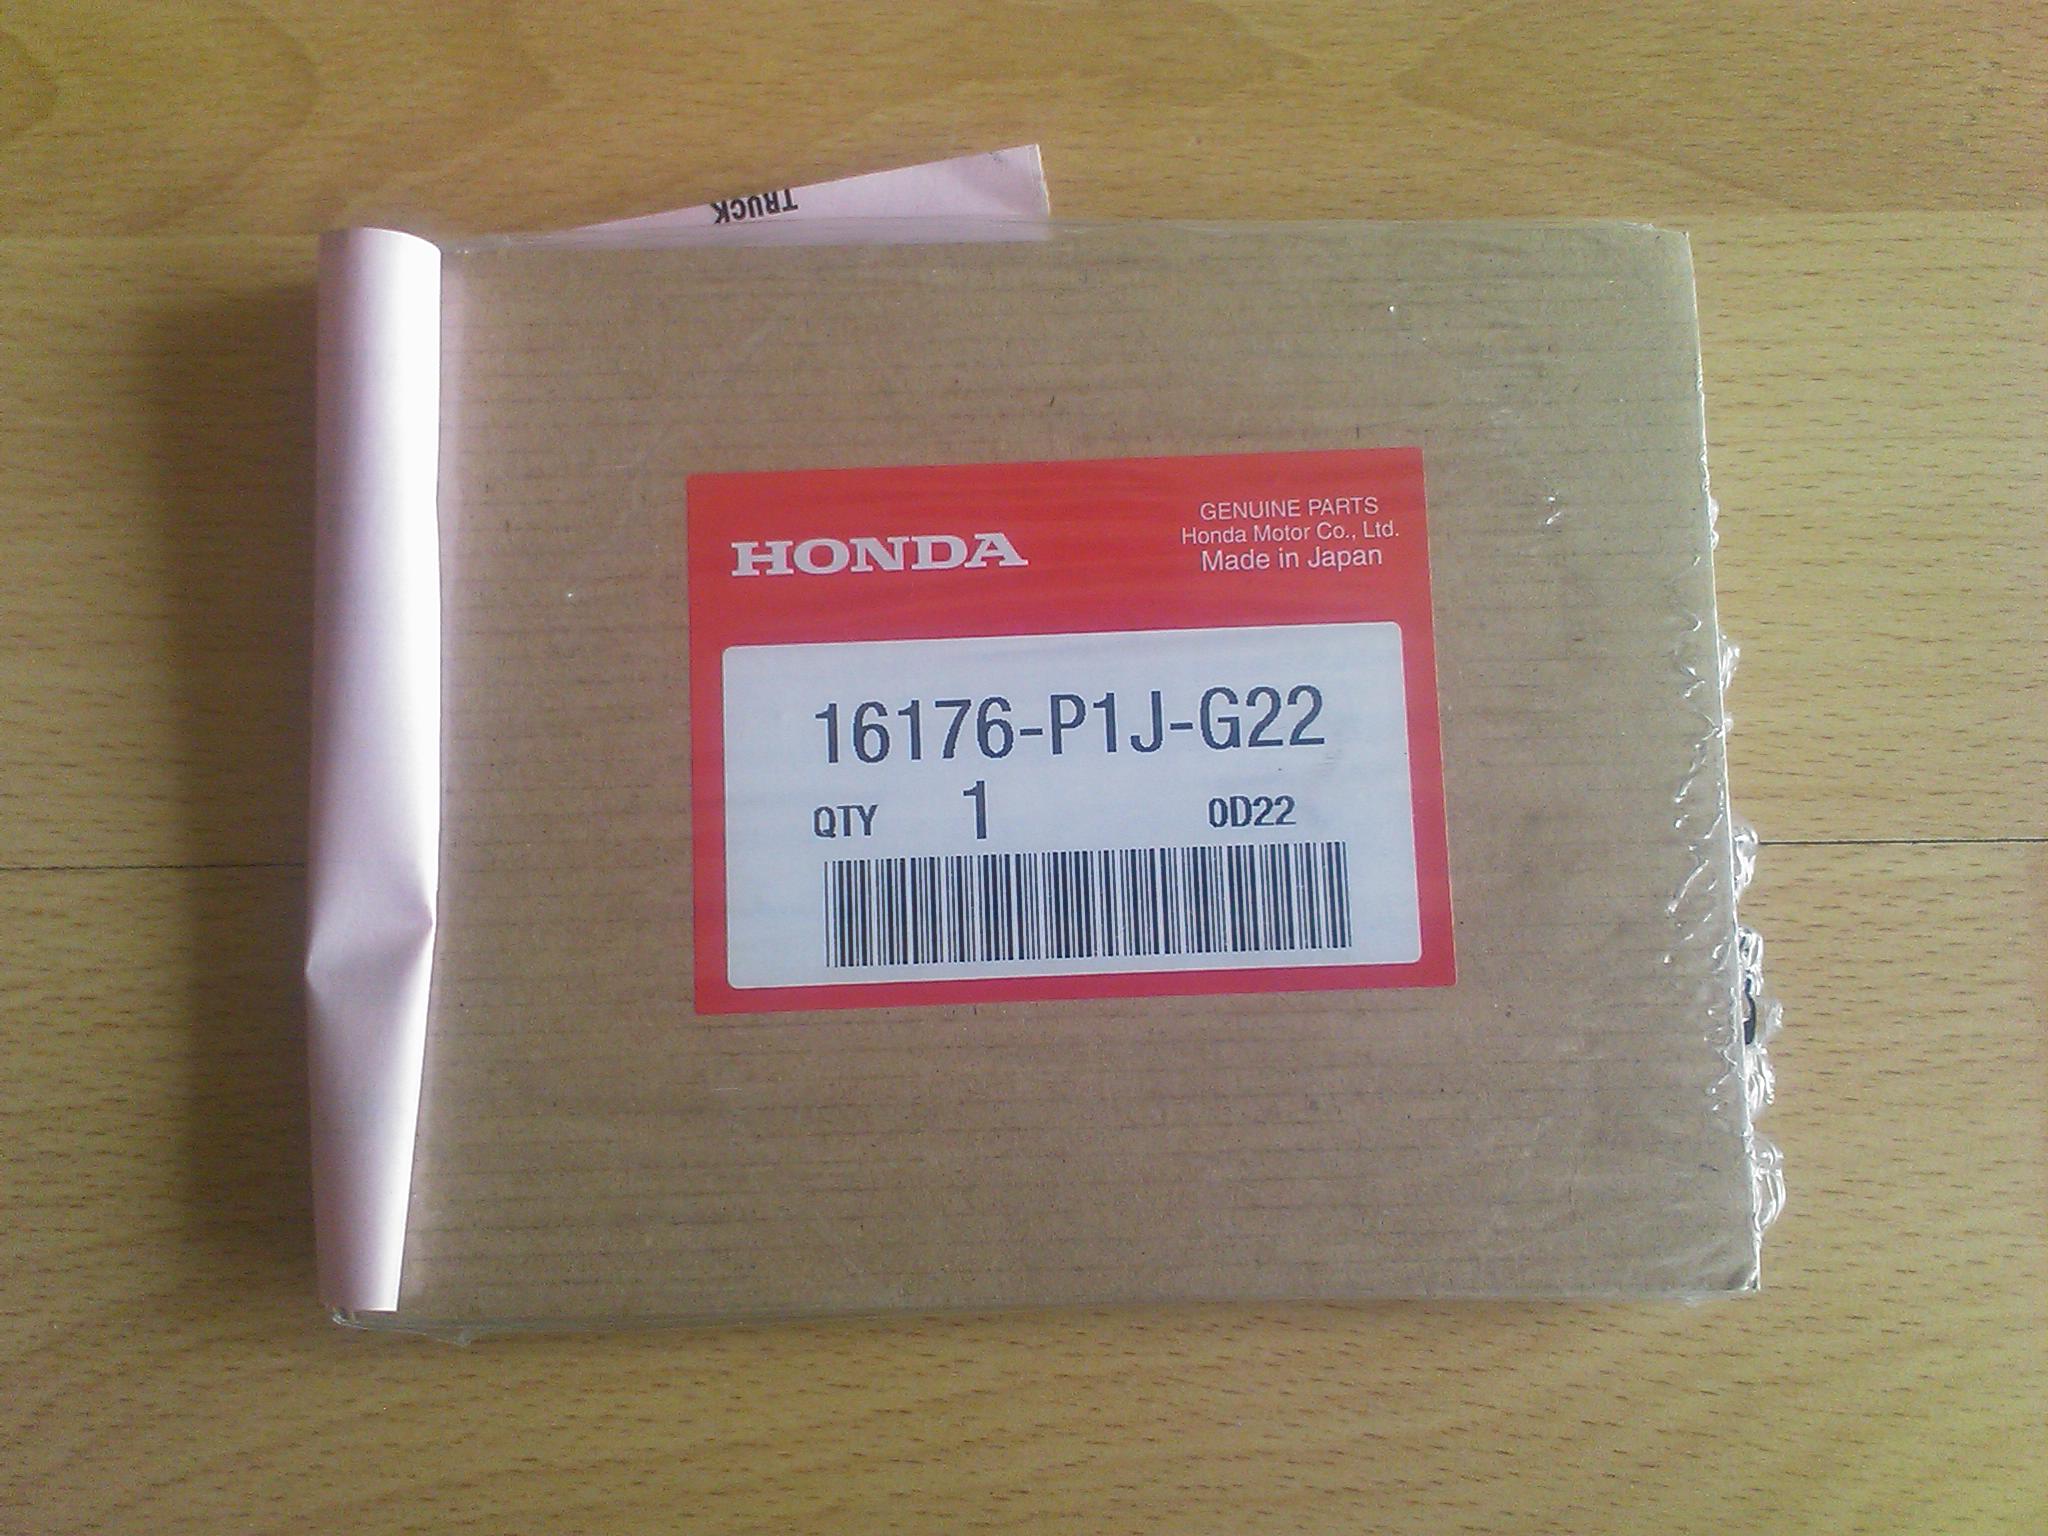 TRUCK
HONDA
GENUINE PARTS
Honda Motor Co., Ltd.
Made in Japan
16176-P1J-G22
QTY 1 0D22